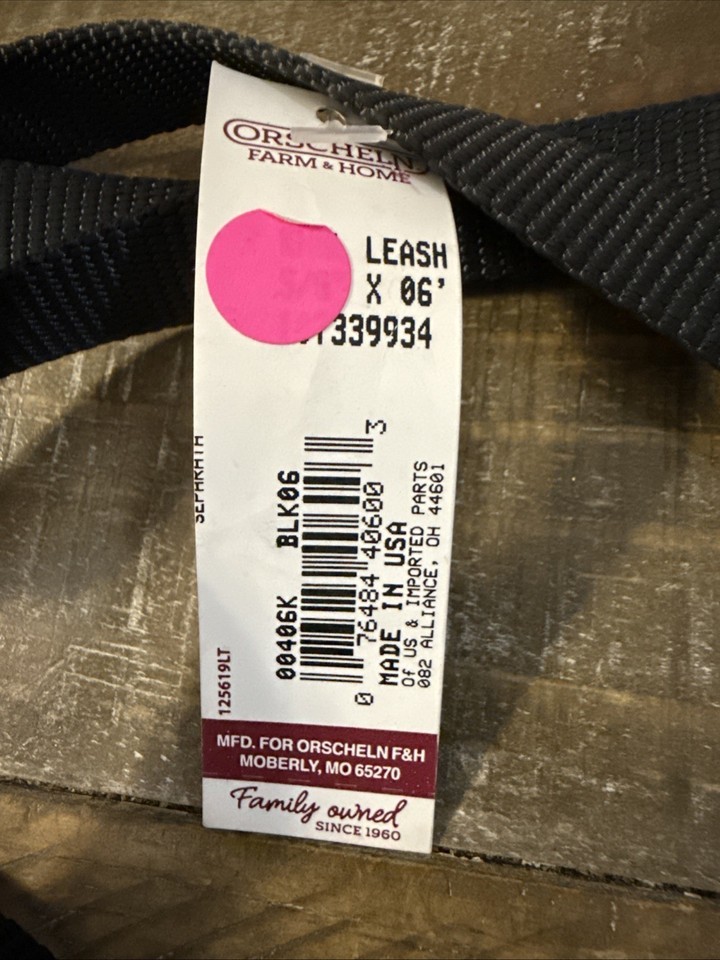 ORSCHELN
FARM & HOME
LEASH
X 06'
339934
SEPARATA
00406K BLK06
0 76484 40600 3
MADE IN USA
Of US & IMPORTED PARTS
082 ALLIANCE, OH 44601
125619LT
MFD. FOR ORSCHELN F&H
MOBERLY, MO 65270
Family owned
SINCE 1960